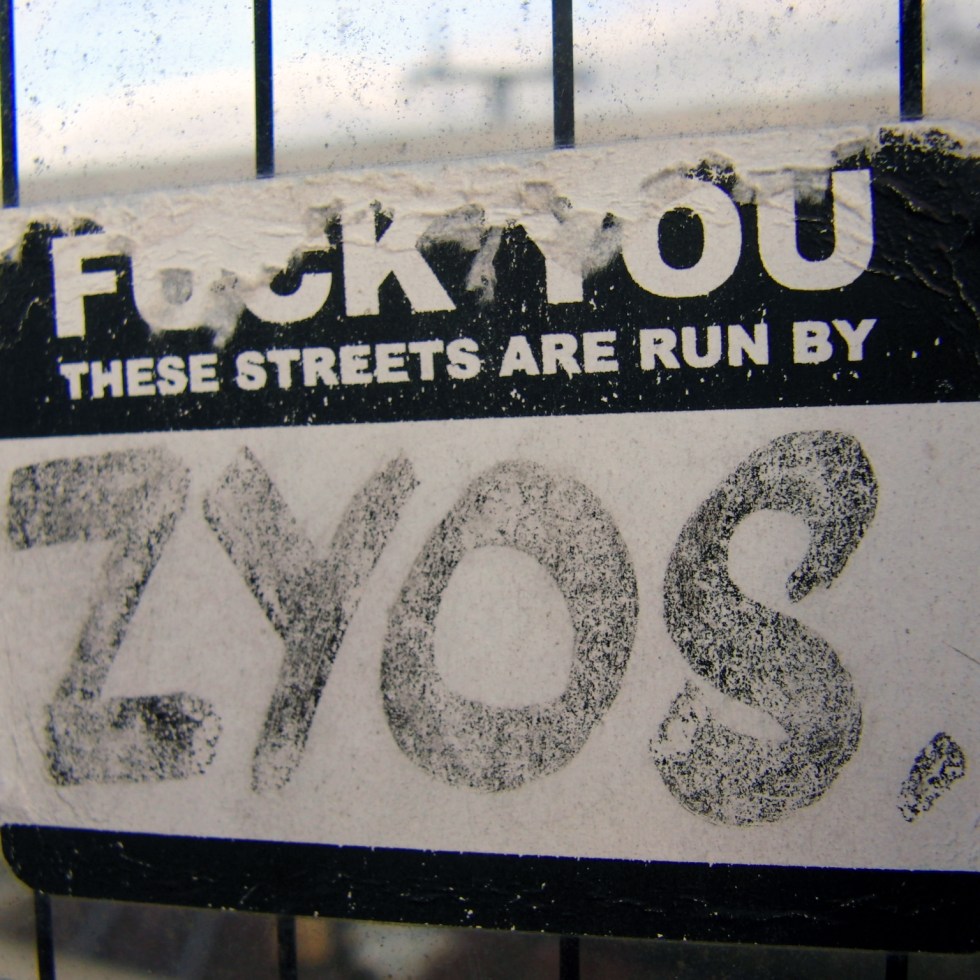 FUCK YOU
THESE STREETS ARE RUN BY
ZYOS.